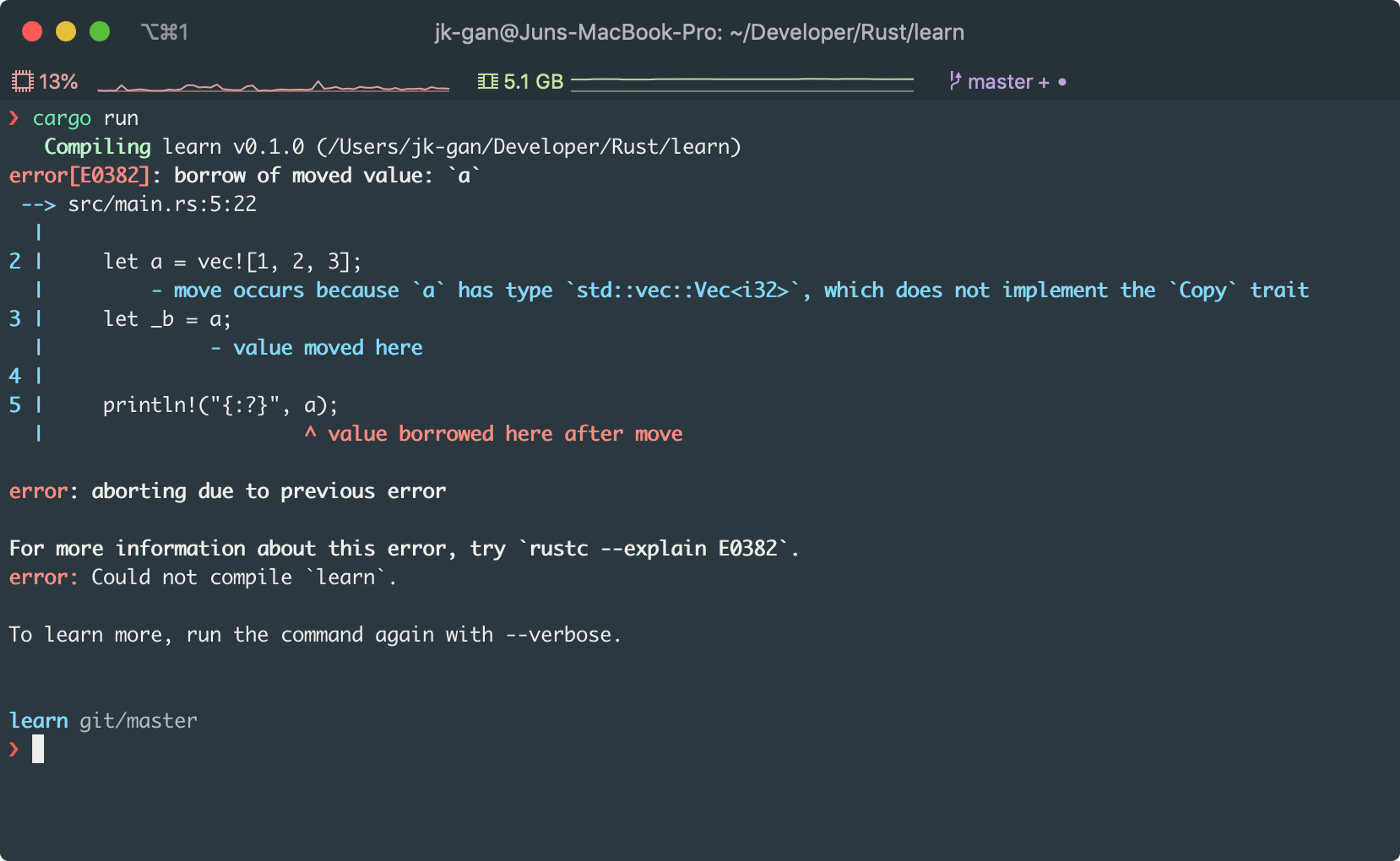 ⌥⌘1
jk-gan@Juns-MacBook-Pro: ~/Developer/Rust/learn
13% 5.1 GB master + •
❯ cargo run
   Compiling learn v0.1.0 (/Users/jk-gan/Developer/Rust/learn)
error[E0382]: borrow of moved value: `a`
 --> src/main.rs:5:22
  |
2 |     let a = vec![1, 2, 3];
  |         - move occurs because `a` has type `std::vec::Vec<i32>`, which does not implement the `Copy` trait
3 |     let _b = a;
  |              - value moved here
4 |
5 |     println!("{:?}", a);
  |                      ^ value borrowed here after move

error: aborting due to previous error

For more information about this error, try `rustc --explain E0382`.
error: Could not compile `learn`.

To learn more, run the command again with --verbose.

learn git/master
❯